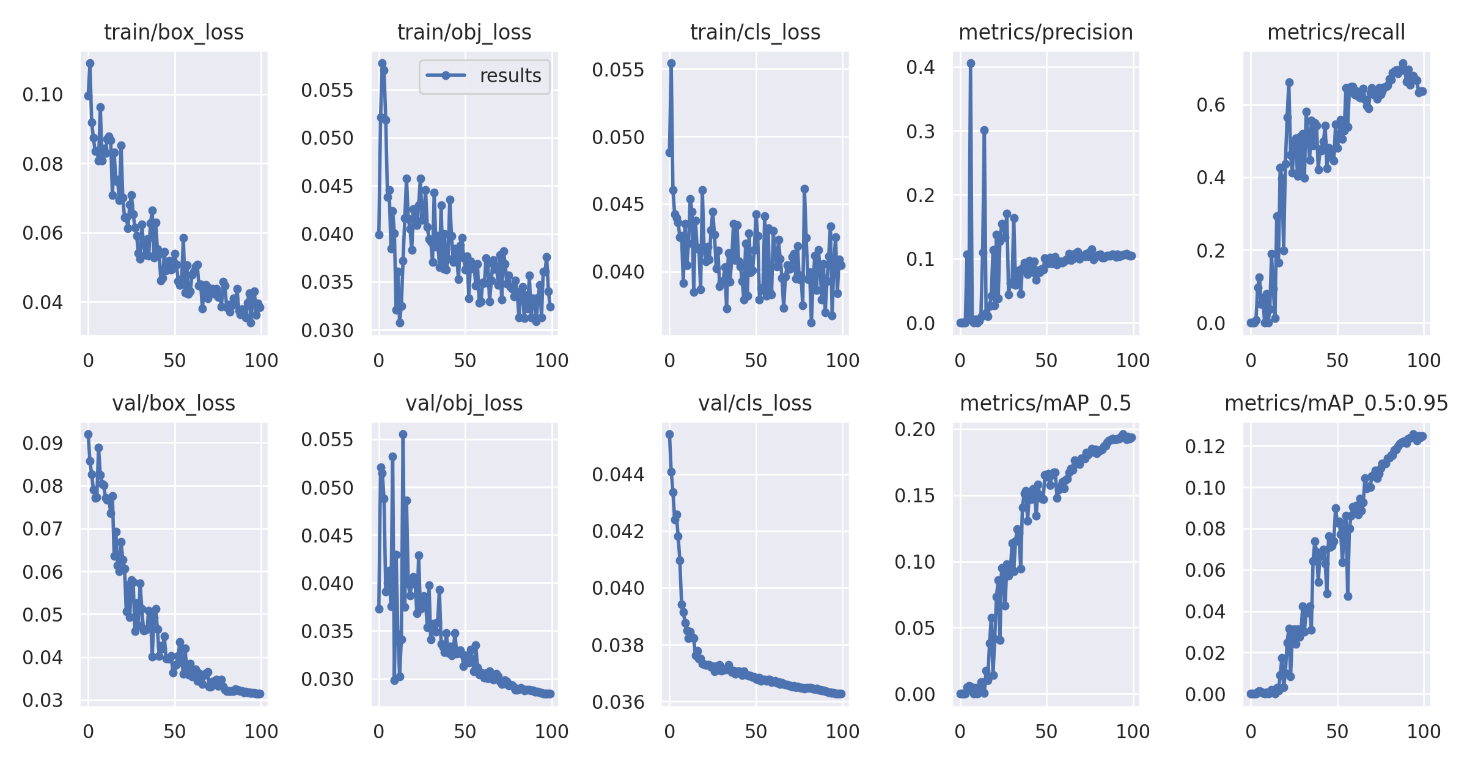 train/box_loss
train/obj_loss
train/cls_loss
metrics/precision
metrics/recall
results
0.10
0.08
0.06
0.04
0 50 100
0.055
0.050
0.045
0.040
0.035
0.030
0 50 100
0.055
0.050
0.045
0.040
0 50 100
0.4
0.3
0.2
0.1
0.0
0 50 100
0.6
0.4
0.2
0.0
0 50 100
val/box_loss
val/obj_loss
val/cls_loss
metrics/mAP_0.5
metrics/mAP_0.5:0.95
0.09
0.08
0.07
0.06
0.05
0.04
0.03
0 50 100
0.055
0.050
0.045
0.040
0.035
0.030
0 50 100
0.044
0.042
0.040
0.038
0.036
0 50 100
0.20
0.15
0.10
0.05
0.00
0 50 100
0.12
0.10
0.08
0.06
0.04
0.02
0.00
0 50 100